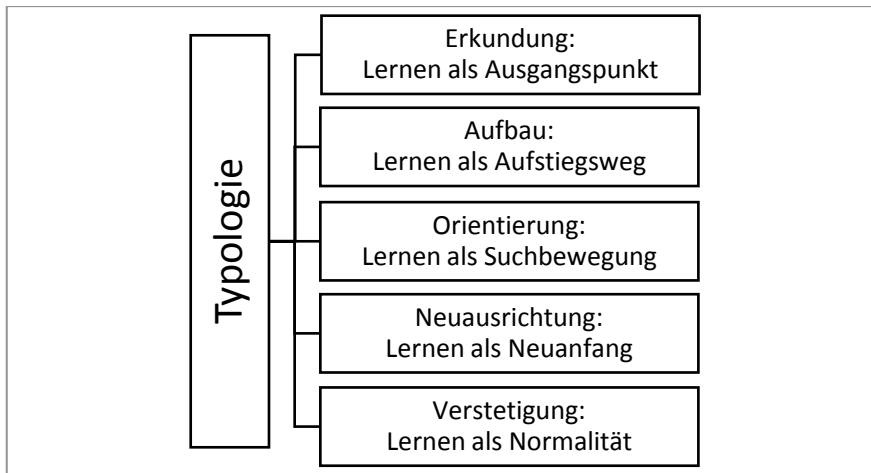 Typologie
Erkundung:
Lernen als Ausgangspunkt
Aufbau:
Lernen als Aufstiegsweg
Orientierung:
Lernen als Suchbewegung
Neuausrichtung:
Lernen als Neuanfang
Verstetigung:
Lernen als Normalität